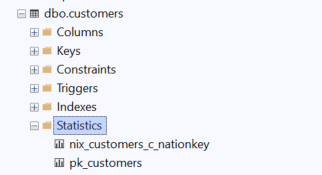 dbo.customers
Columns
Keys
Constraints
Triggers
Indexes
Statistics
nix_customers_c_nationkey
pk_customers